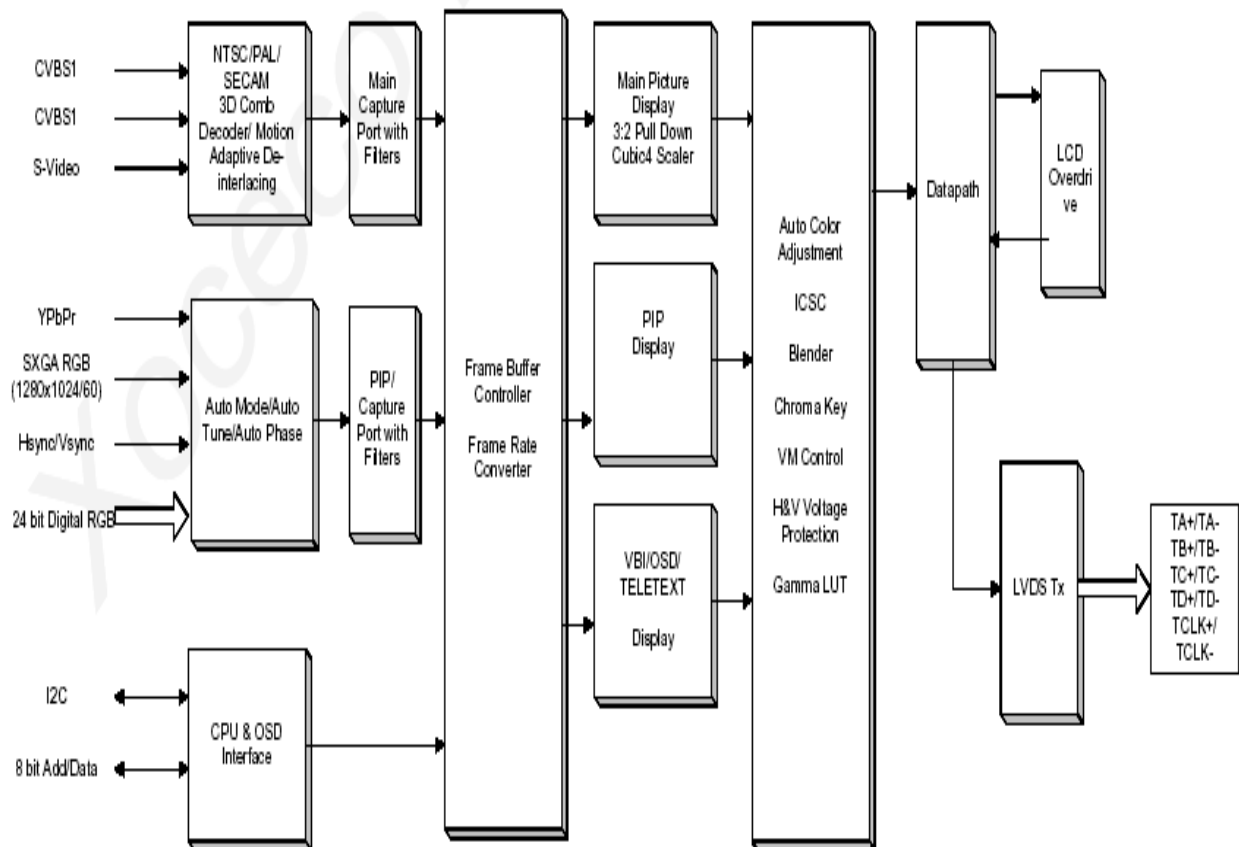 CVBS1
CVBS1
S-Video
NTSC/PAL/
SECAM
3D Comb
Decoder/ Motion
Adaptive De-
interlacing
Main
Capture
Port with
Filters
YPbPr
SXGA RGB
(1280x1024/60)
Hsync/Vsync
24 bit Digital RGB
Auto Mode/Auto
Tune/Auto Phase
PIP/
Capture
Port with
Filters
I2C
8 bit Add/Data
CPU & OSD
Interface
Frame Buffer
Controller
Frame Rate
Converter
Main Picture
Display
3:2 Pull Down
Cubic4 Scaler
PIP
Display
VBI/OSD/
TELETEXT
Display
Auto Color
Adjustment
ICSC
Blender
Chroma Key
VM Control
H&V Voltage
Protection
Gamma LUT
Datapath
LCD
Overdri
ve
LVDS Tx
TA+/TA-
TB+/TB-
TC+/TC-
TD+/TD-
TCLK+/
TCLK-
Xoceco